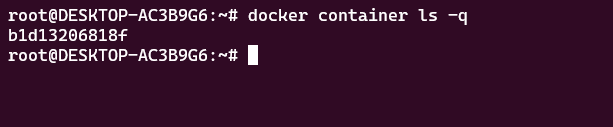 root@DESKTOP-AC3B9G6:~# docker container ls -q
b1d13206818f
root@DESKTOP-AC3B9G6:~#